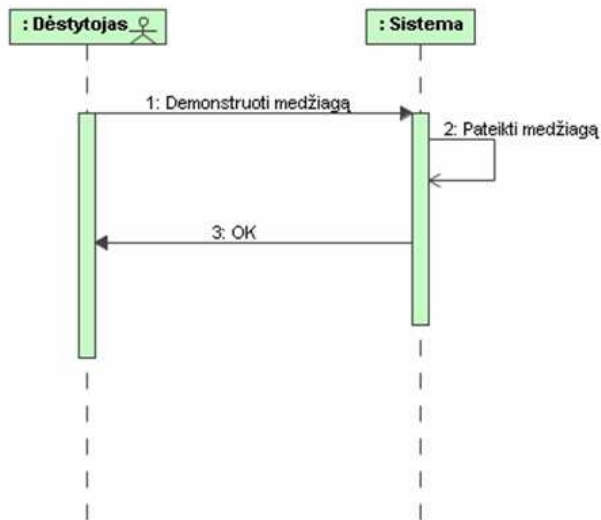 : Dėstytojas
: Sistema
1: Demonstruoti medžiagą
2: Pateikti medžiagą
3: OK